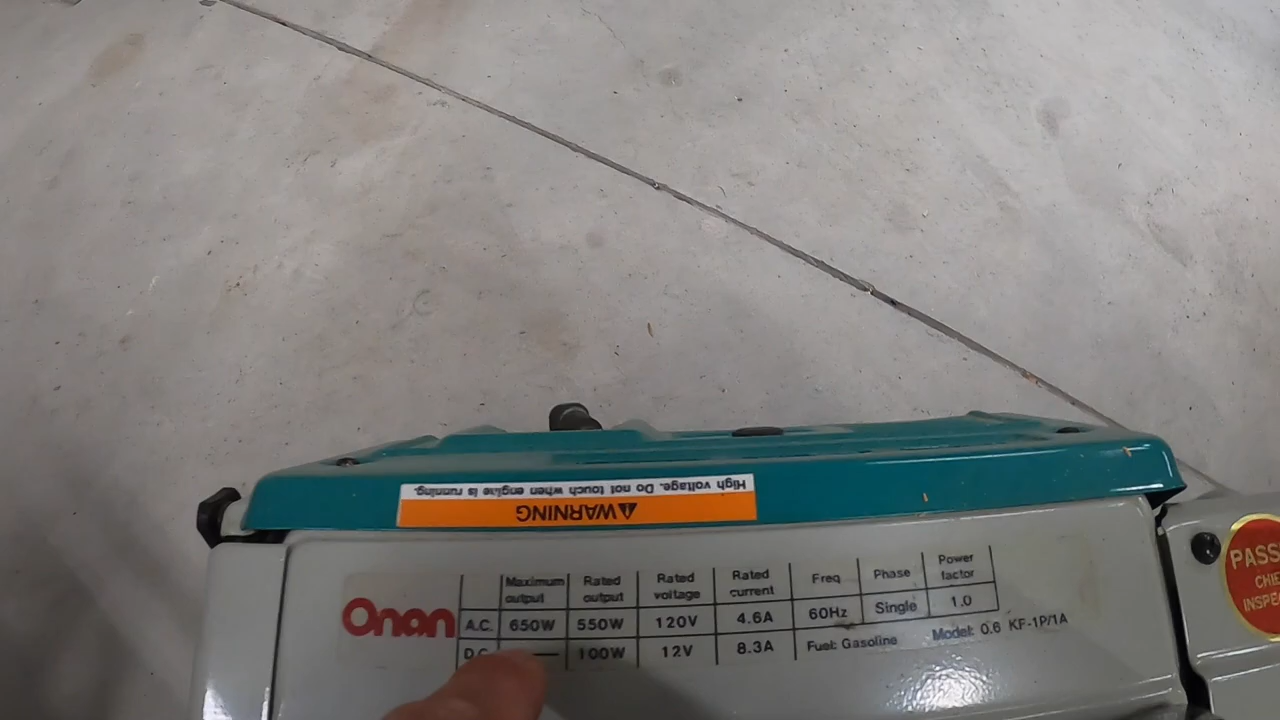 High voltage. Do not touch when engine is running.
WARNING
Onan
Maximum output Rated output Rated voltage Rated current Freq Phase Power factor
A.C. 650W 550W 120V 4.6A 60Hz Single 1.0
D.C. — 100W 12V 8.3A Fuel: Gasoline Model: 0.6 KF-1P/1A